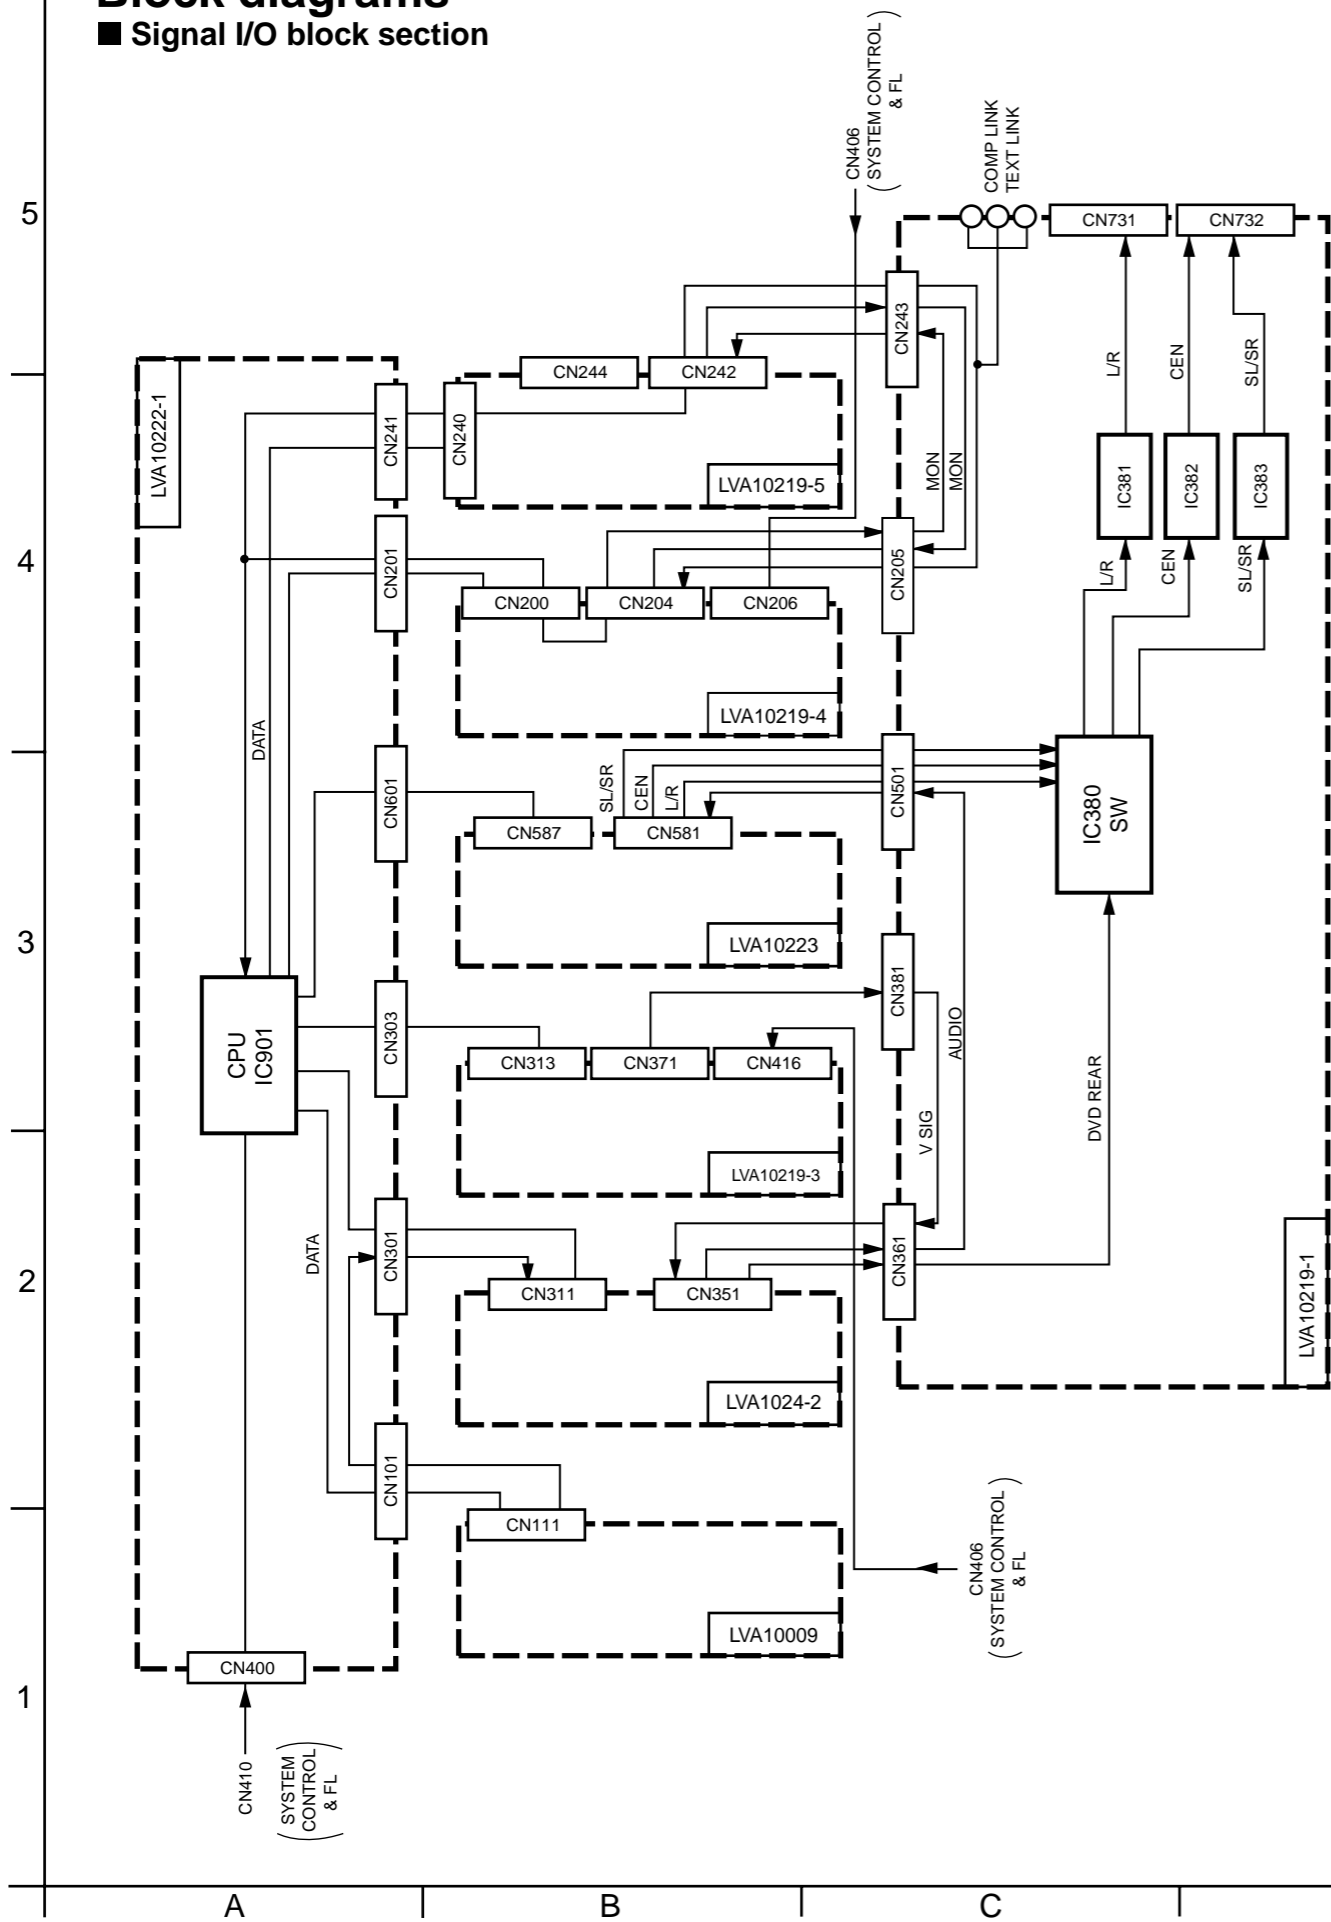 Block diagrams
■ Signal I/O block section
5
4
3
2
1
A
B
C
CN406
(SYSTEM CONTROL
& FL)
COMP LINK
TEXT LINK
CN731
CN732
CN243
LVA10222-1
CN244
CN242
CN241
CN240
LVA10219-5
MON
MON
L/R
CEN
SL/SR
IC381
IC382
IC383
CN201
CN200
CN204
CN206
CN205
L/R
CEN
SL/SR
LVA10219-4
DATA
CN601
SL/SR
CEN
L/R
CN587
CN581
CN501
IC380
SW
LVA10223
CPU
IC901
CN303
CN313
CN371
CN416
CN381
AUDIO
V SIG
DVD REAR
LVA10219-3
DATA
CN301
CN311
CN351
CN361
LVA1024-2
LVA10219-1
CN101
CN111
LVA10009
CN406
(SYSTEM CONTROL
& FL)
CN400
CN410
(SYSTEM
CONTROL
& FL)